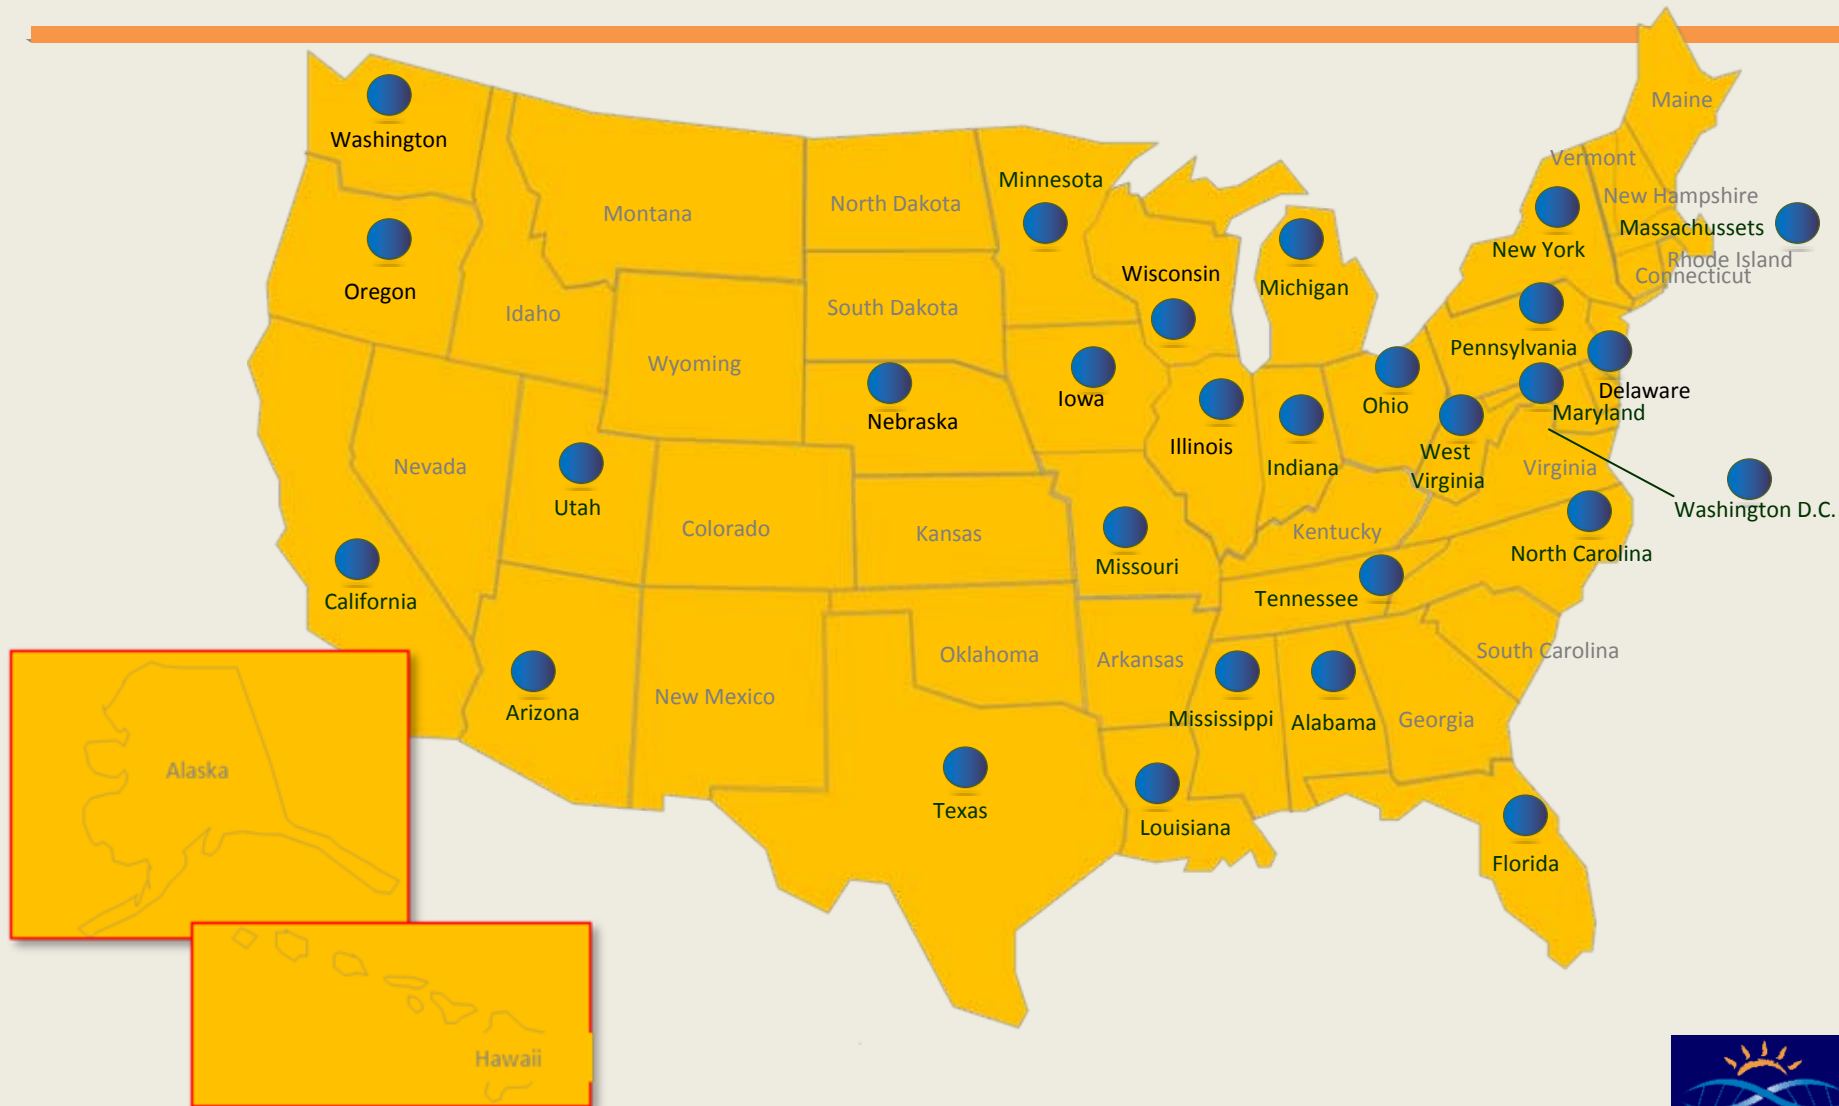 Maine
Washington
Vermont
Minnesota
New Hampshire
North Dakota
Montana
Massachussets
New York
Rhode Island
Wisconsin
Connecticut
Michigan
Oregon
South Dakota
Idaho
Pennsylvania
Wyoming
Delaware
Iowa
Ohio
Maryland
Nebraska
Illinois
West
Virginia
Indiana
Nevada
Virginia
Utah
Washington D.C.
Colorado
Kansas
Kentucky
North Carolina
Missouri
California
Tennessee
South Carolina
Oklahoma
Arkansas
New Mexico
Arizona
Mississippi
Alabama
Georgia
Alaska
Texas
Louisiana
Florida
Hawaii